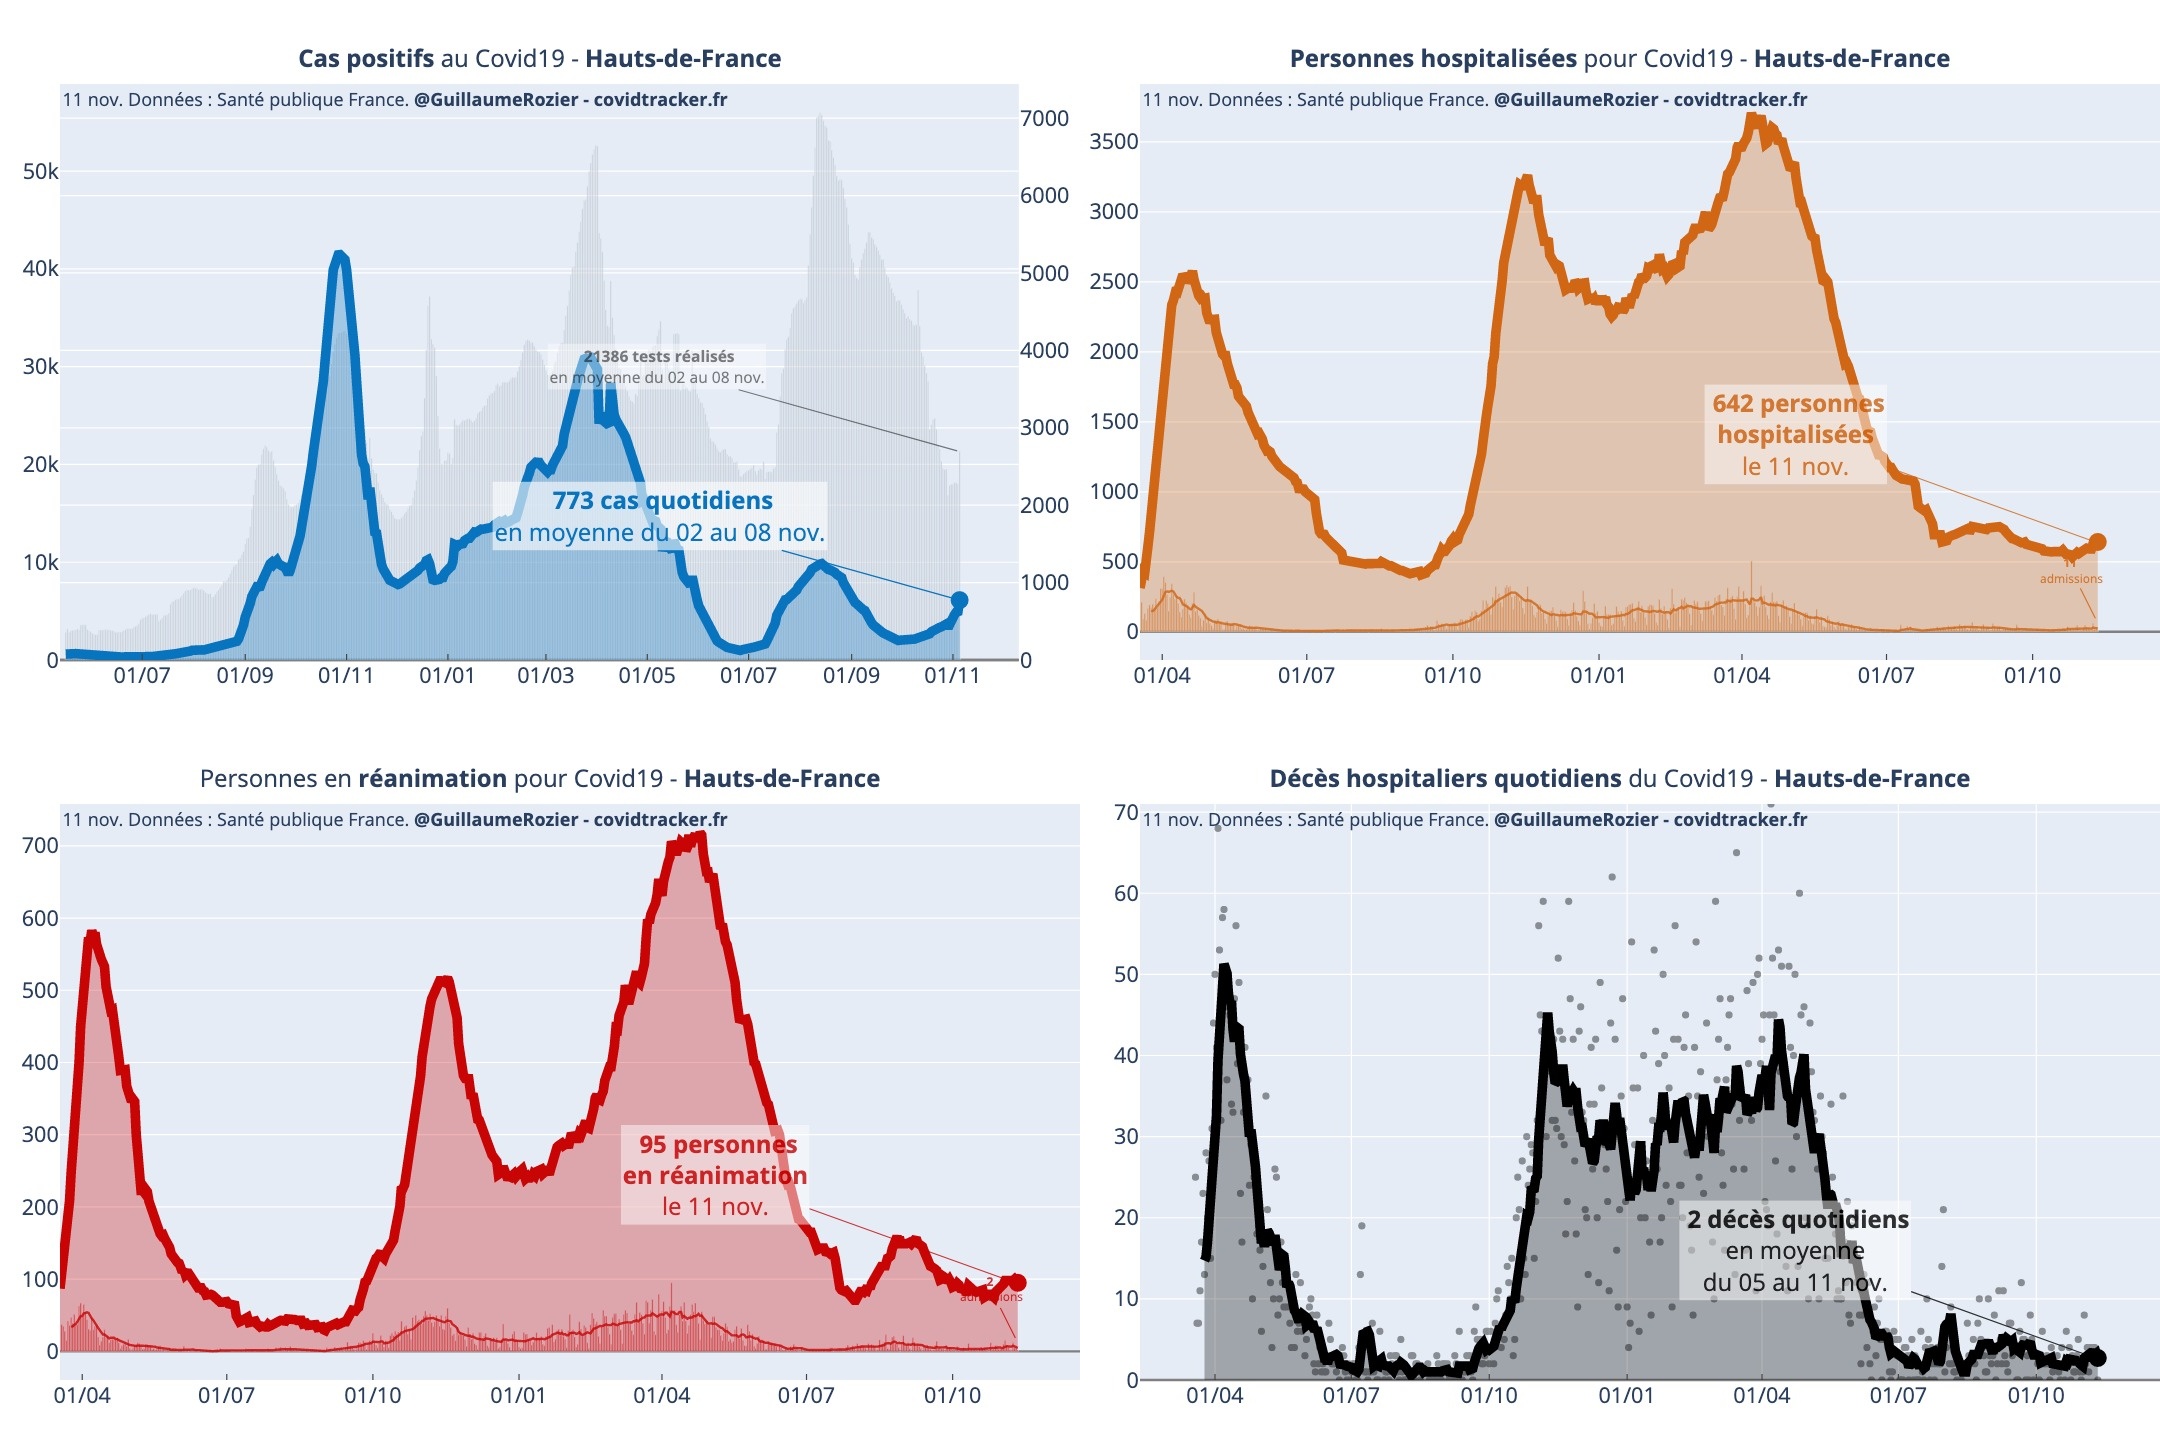 Cas positifs au Covid19 - Hauts-de-France
11 nov. Données : Santé publique France. @GuillaumeRozier - covidtracker.fr
7000
50k
6000
40k
5000
30k
4000
21386 tests réalisés
en moyenne du 02 au 08 nov.
3000
20k
773 cas quotidiens
en moyenne du 02 au 08 nov.
2000
10k
1000
0
0
01/07 01/09 01/11 01/01 01/03 01/05 01/07 01/09 01/11
Personnes hospitalisées pour Covid19 - Hauts-de-France
11 nov. Données : Santé publique France. @GuillaumeRozier - covidtracker.fr
3500
3000
2500
2000
1500
642 personnes
hospitalisées
le 11 nov.
1000
500
admissions
0
01/04 01/07 01/10 01/01 01/04 01/07 01/10
Personnes en réanimation pour Covid19 - Hauts-de-France
11 nov. Données : Santé publique France. @GuillaumeRozier - covidtracker.fr
700
600
500
400
300
95 personnes
en réanimation
le 11 nov.
200
100
2
admissions
0
01/04 01/07 01/10 01/01 01/04 01/07 01/10
Décès hospitaliers quotidiens du Covid19 - Hauts-de-France
70
11 nov. Données : Santé publique France. @GuillaumeRozier - covidtracker.fr
60
50
40
30
20
2 décès quotidiens
en moyenne
du 05 au 11 nov.
10
0
01/04 01/07 01/10 01/01 01/04 01/07 01/10